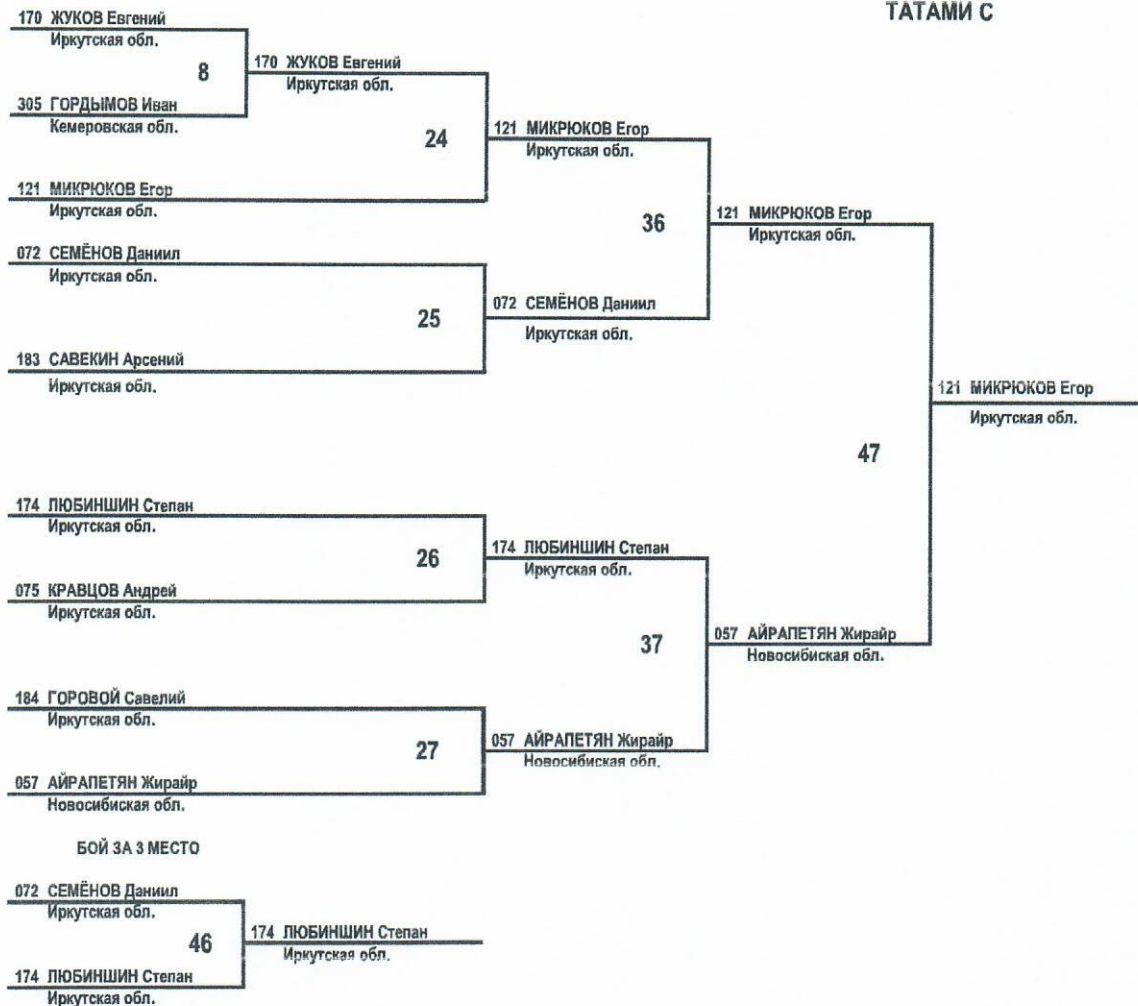 ТАТАМИ С
170 ЖУКОВ Евгений
Иркутская обл.
8
170 ЖУКОВ Евгений
Иркутская обл.
305 ГОРДЫМОВ Иван
Кемеровская обл.
24
121 МИКРЮКОВ Егор
Иркутская обл.
121 МИКРЮКОВ Егор
Иркутская обл.
36
121 МИКРЮКОВ Егор
Иркутская обл.
072 СЕМЁНОВ Даниил
Иркутская обл.
25
072 СЕМЁНОВ Даниил
Иркутская обл.
183 САВЕКИН Арсений
Иркутская обл.
121 МИКРЮКОВ Егор
Иркутская обл.
47
174 ЛЮБИНШИН Степан
Иркутская обл.
26
174 ЛЮБИНШИН Степан
Иркутская обл.
075 КРАВЦОВ Андрей
Иркутская обл.
37
057 АЙРАПЕТЯН Жирайр
Новосибиская обл.
184 ГОРОВОЙ Савелий
Иркутская обл.
27
057 АЙРАПЕТЯН Жирайр
Новосибиская обл.
057 АЙРАПЕТЯН Жирайр
Новосибиская обл.
БОЙ ЗА 3 МЕСТО
072 СЕМЁНОВ Даниил
Иркутская обл.
46
174 ЛЮБИНШИН Степан
Иркутская обл.
174 ЛЮБИНШИН Степан
Иркутская обл.